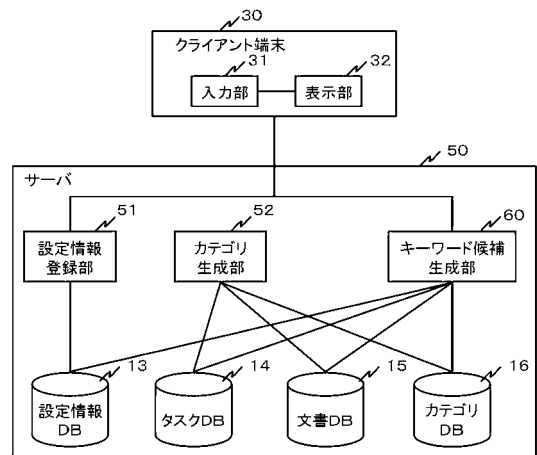 30
クライアント端末
31
32
入力部
表示部
50
サーバ
51
52
60
設定情報
登録部
カテゴリ
生成部
キーワード候補
生成部
13
14
15
16
設定情報
DB
タスクDB
文書DB
カテゴリ
DB